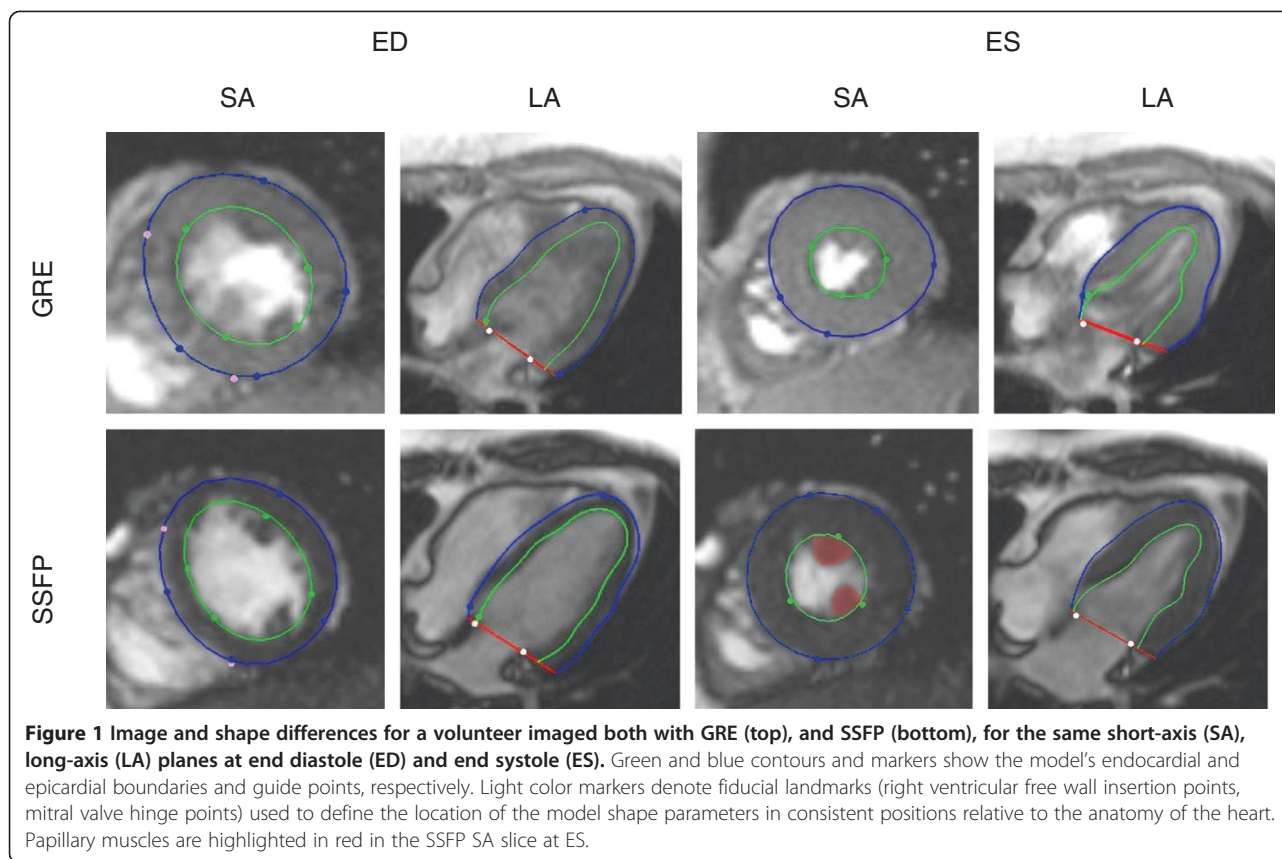 ED ES
SA LA SA LA
GRE
SSFP
Figure 1 Image and shape differences for a volunteer imaged both with GRE (top), and SSFP (bottom), for the same short-axis (SA),
long-axis (LA) planes at end diastole (ED) and end systole (ES). Green and blue contours and markers show the model's endocardial and
epicardial boundaries and guide points, respectively. Light color markers denote fiducial landmarks (right ventricular free wall insertion points,
mitral valve hinge points) used to define the location of the model shape parameters in consistent positions relative to the anatomy of the heart.
Papillary muscles are highlighted in red in the SSFP SA slice at ES.